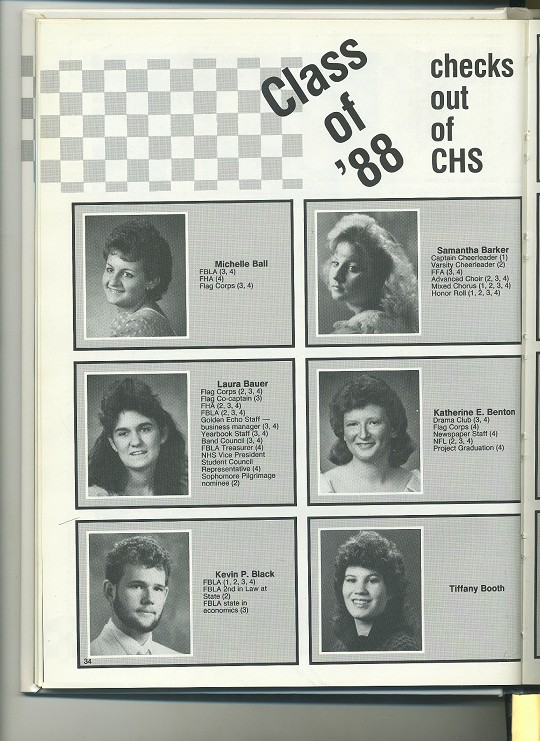 Class
of
'88
checks
out
of
CHS
Michelle Ball
FBLA (3, 4)
FHA (4)
Flag Corps (3, 4)
Samantha Barker
Captain Cheerleader (1)
Varsity Cheerleader (2)
FFA (3, 4)
Advanced Choir (2, 3, 4)
Mixed Chorus (1, 2, 3, 4)
Honor Roll (1, 2, 3, 4)
Laura Bauer
Flag Corps (2, 3, 4)
Flag Co-captain (3)
FHA (2, 3, 4)
FBLA (2, 3, 4)
Golden Echo Staff —
business manager (3, 4)
Yearbook Staff (3, 4)
Band Council (3, 4)
FBLA Treasurer (4)
NHS Vice President
Student Council
Representative (4)
Sophomore Pilgrimage
nominee (2)
Katherine E. Benton
Drama Club (3, 4)
Flag Corps (4)
Newspaper Staff (4)
NFL (2, 3, 4)
Project Graduation (4)
Kevin P. Black
FBLA (1, 2, 3, 4)
FBLA 2nd in Law at
State (2)
FBLA state in
economics (3)
Tiffany Booth
34